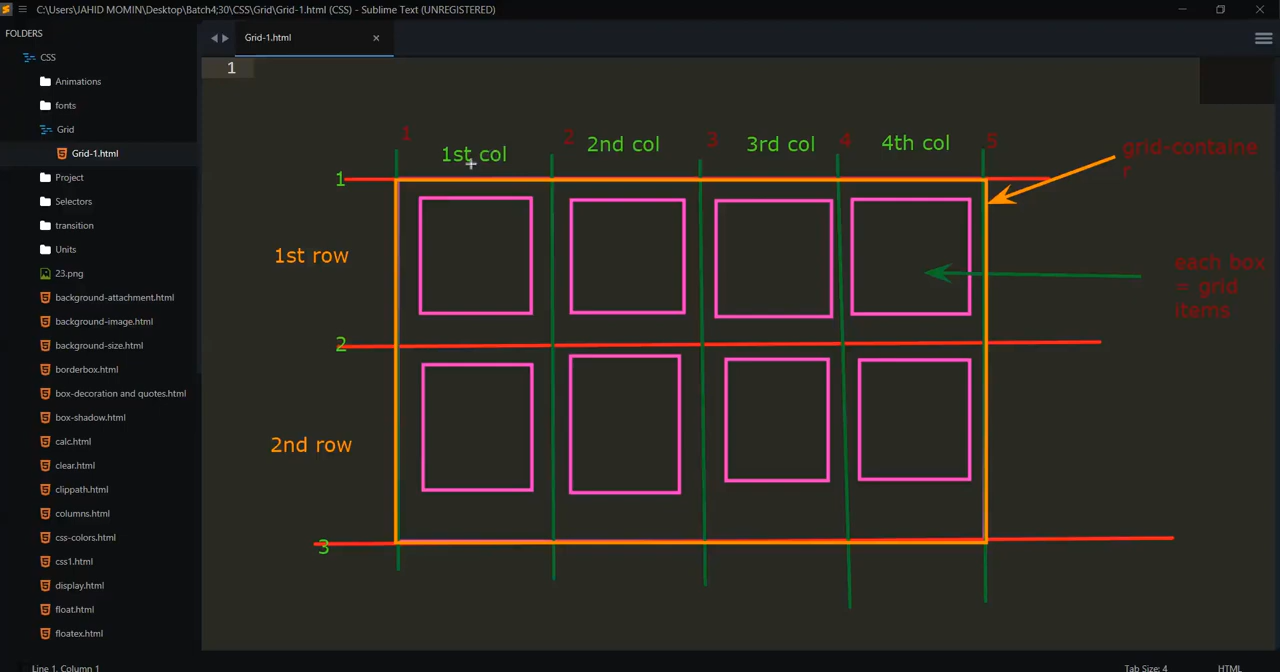 C:\Users\JAHID MOMIN\Desktop\Batch4;30\CSS\Grid\Grid-1.html (CSS) - Sublime Text (UNREGISTERED)
FOLDERS
CSS
Animations
fonts
Grid
Grid-1.html
Project
Selectors
transition
Units
23.png
background-attachment.html
background-image.html
background-size.html
borderbox.html
box-decoration and quotes.html
box-shadow.html
calc.html
clear.html
clippath.html
columns.html
css-colors.html
css1.html
display.html
float.html
floatex.html
Grid-1.html
1
1 2 3 4 5
1st col 2nd col 3rd col 4th col
grid-containe
r
1
1st row
each box
= grid
items
2
2nd row
3
Line 1, Column 1
Tab Size: 4
HTML